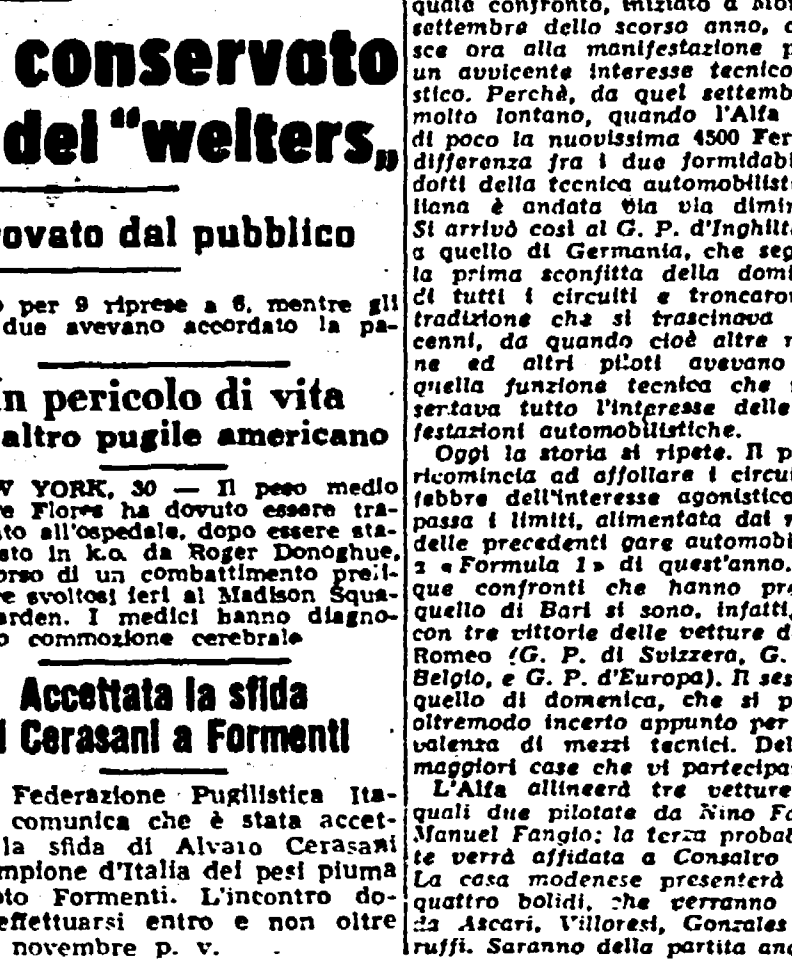 conservato
dei "welters„
ovato dal pubblico
per 9 riprese a 6, mentre gli
due avevano accordato la pa-
n pericolo di vita
altro pugile americano
W YORK, 30 — Il peso medio
e Flores ha dovuto essere tra-
to all'ospedale, dopo essere sta-
sto in k.o. da Roger Donoghue,
orso di un combattimento preli-
re svoltosi ieri al Madison Squa-
arden. I medici hanno diagno-
o commozione cerebrale
Accettata la sfida
i Cerasani a Formenti
Federazione Pugilistica Ita-
comunica che è stata accet-
la sfida di Alvaro Cerasani
mpione d'Italia dei pesi piuma
oto Formenti. L'incontro do-
effettuarsi entro e non oltre
novembre p. v.
quale confronto, iniziato a Mon
settembre dello scorso anno, c
sce ora alla manifestazione p
un avvicente interesse tecnico
stico. Perchè, da quel settemb
molto lontano, quando l'Alfa
di poco la nuovissima 4500 Fer
differenza fra i due formidabi
dotti della tecnica automobilist
liana è andata via via dimin
Si arrivò così al G. P. d'Inghilt
a quello di Germania, che seg
la prima sconfitta della domi
di tutti i circuiti e troncaron
tradizione che si trascinava
cenni, da quando cioè altre m
ne ed altri piloti avevano
quella funzione tecnica che
sertava tutto l'interesse delle
festazioni automobilistiche.
Oggi la storia si ripete. Il p
ricomincia ad affollare i circui
febbre dell'interesse agonistico
passa i limiti, alimentata dai r
delle precedenti gare automobi
a «Formula 1» di quest'anno.
que confronti che hanno pre
quello di Bari si sono, infatti,
con tre vittorie delle vetture d
Romeo (G. P. di Svizzera, G.
Belgio, e G. P. d'Europa). Il ses
quello di domenica, che si p
oltremodo incerto appunto per
valenza di mezzi tecnici. Del
maggiori case che vi partecipa
L'Alfa allineerà tre vetture
quali due pilotate da Nino Fa
Manuel Fangio; la terza probab
te verrà affidata a Consalvo
La casa modenese presenterà
quattro bolidi, che verranno
da Ascari, Villoresi, Gonzales
ruffi. Saranno della partita anc